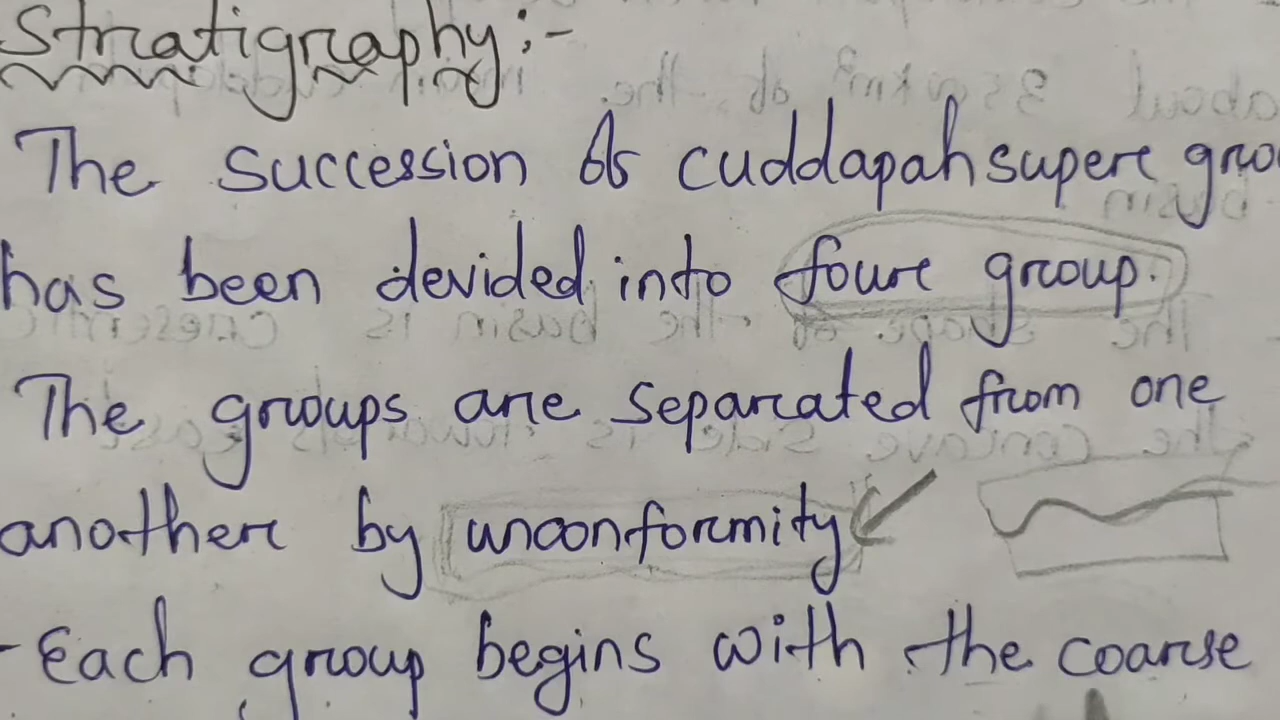 Stratigraphy :-
The succession of cuddapah super gro
has been devided into four group.
The groups are separated from one
another by unconformity
- Each group begins with the coarse